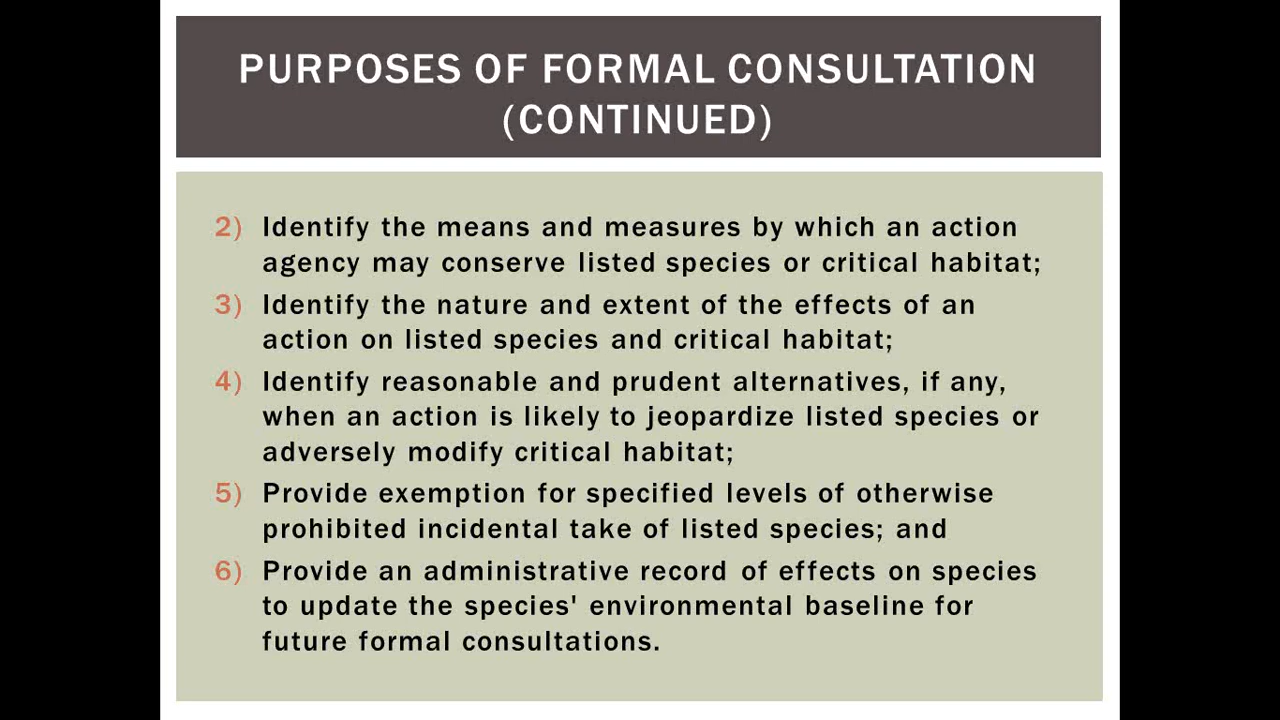 PURPOSES OF FORMAL CONSULTATION
(CONTINUED)
2) Identify the means and measures by which an action
agency may conserve listed species or critical habitat;
3) Identify the nature and extent of the effects of an
action on listed species and critical habitat;
4) Identify reasonable and prudent alternatives, if any,
when an action is likely to jeopardize listed species or
adversely modify critical habitat;
5) Provide exemption for specified levels of otherwise
prohibited incidental take of listed species; and
6) Provide an administrative record of effects on species
to update the species' environmental baseline for
future formal consultations.